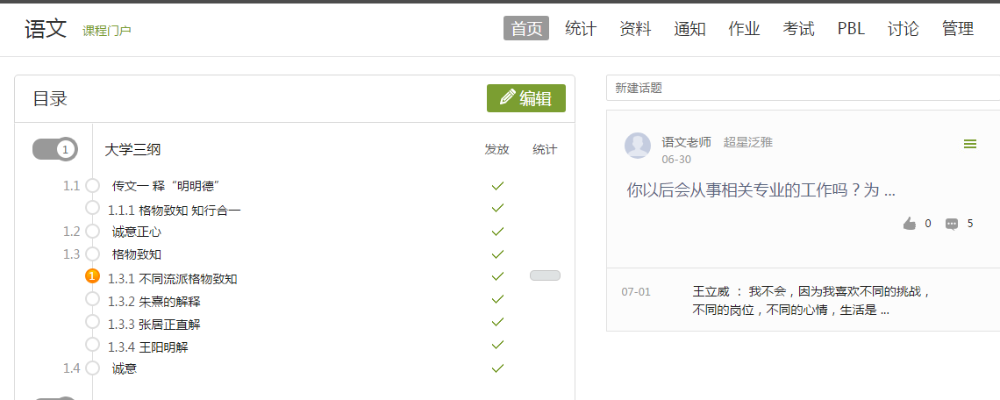 语文 课程门户
首页 统计 资料 通知 作业 考试 PBL 讨论 管理
目录 编辑
1 大学三纲 发放 统计
1.1 传文一 释“明明德”
1.1.1 格物致知 知行合一
1.2 诚意正心
1.3 格物致知
1 1.3.1 不同流派格物致知
1.3.2 朱熹的解释
1.3.3 张居正直解
1.3.4 王阳明解
1.4 诚意
新建话题
语文老师 超星泛雅
06-30
你以后会从事相关专业的工作吗？为 ...
0 5
07-01 王立威 ： 我不会，因为我喜欢不同的挑战，
不同的岗位，不同的心情，生活是 ...